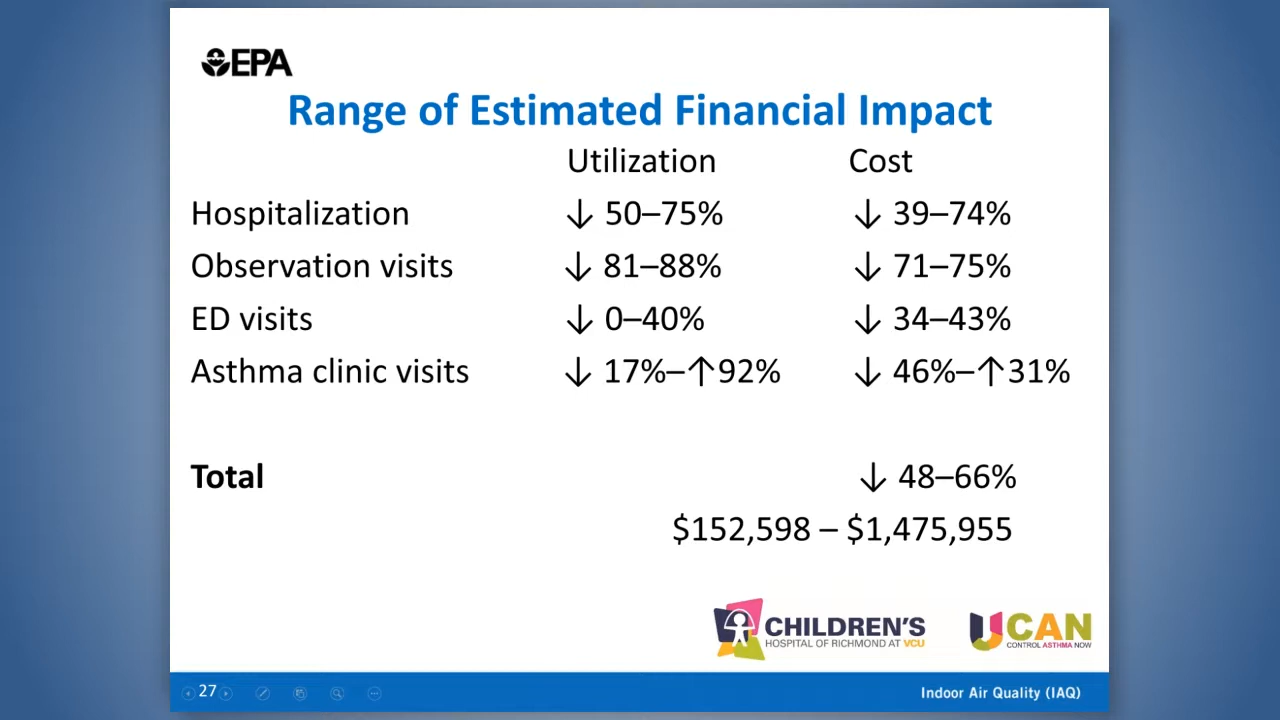 EPA
Range of Estimated Financial Impact
Utilization Cost
Hospitalization ↓ 50–75% ↓ 39–74%
Observation visits ↓ 81–88% ↓ 71–75%
ED visits ↓ 0–40% ↓ 34–43%
Asthma clinic visits ↓ 17%–↑92% ↓ 46%–↑31%
Total ↓ 48–66%
$152,598 – $1,475,955
CHILDREN'S
HOSPITAL OF RICHMOND AT VCU
UCAN
CONTROL ASTHMA NOW
27
Indoor Air Quality (IAQ)